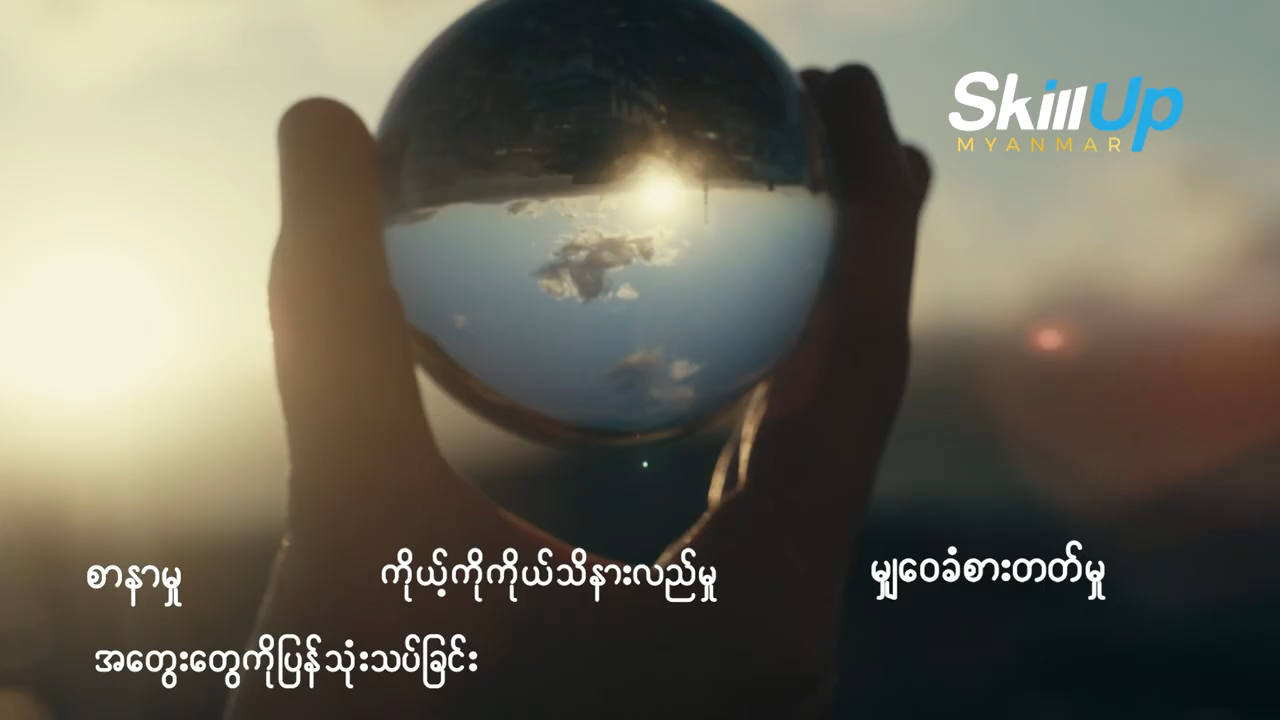 SkillUp
MYANMAR
စာနာမှု
ကိုယ့်ကိုကိုယ်သိနားလည်မှု
မျှဝေခံစားတတ်မှု
အတွေးတွေကိုပြန်သုံးသပ်ခြင်း